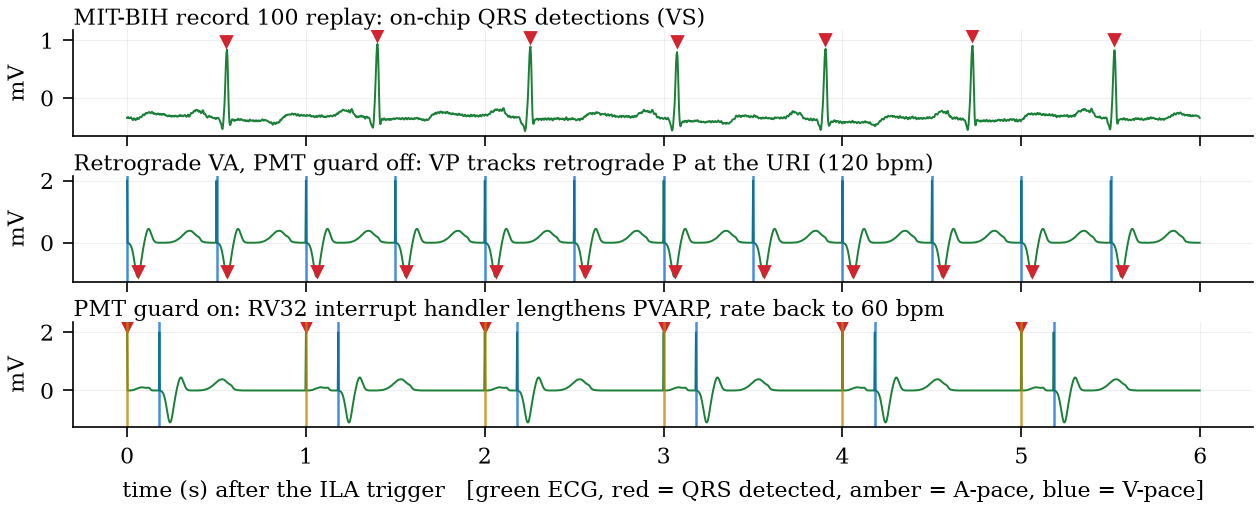 MIT-BIH record 100 replay: on-chip QRS detections (VS)
1
mV
0
Retrograde VA, PMT guard off: VP tracks retrograde P at the URI (120 bpm)
2
mV
0
PMT guard on: RV32 interrupt handler lengthens PVARP, rate back to 60 bpm
2
mV
0
0 1 2 3 4 5 6
time (s) after the ILA trigger [green ECG, red = QRS detected, amber = A-pace, blue = V-pace]